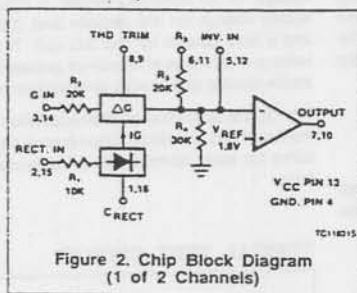 THD TRIM
8,9
R3
6,11
INV. IN
5,12
R2
20K
G IN
3,14
ΔG
R3
20K
IG
RECT. IN
2,15
R1
10K
1,16
CRECT
R4
30K
VREF
1,8V
OUTPUT
7,10
VCC PIN 13
GND. PIN 4
TC11831S
Figure 2. Chip Block Diagram
(1 of 2 Channels)